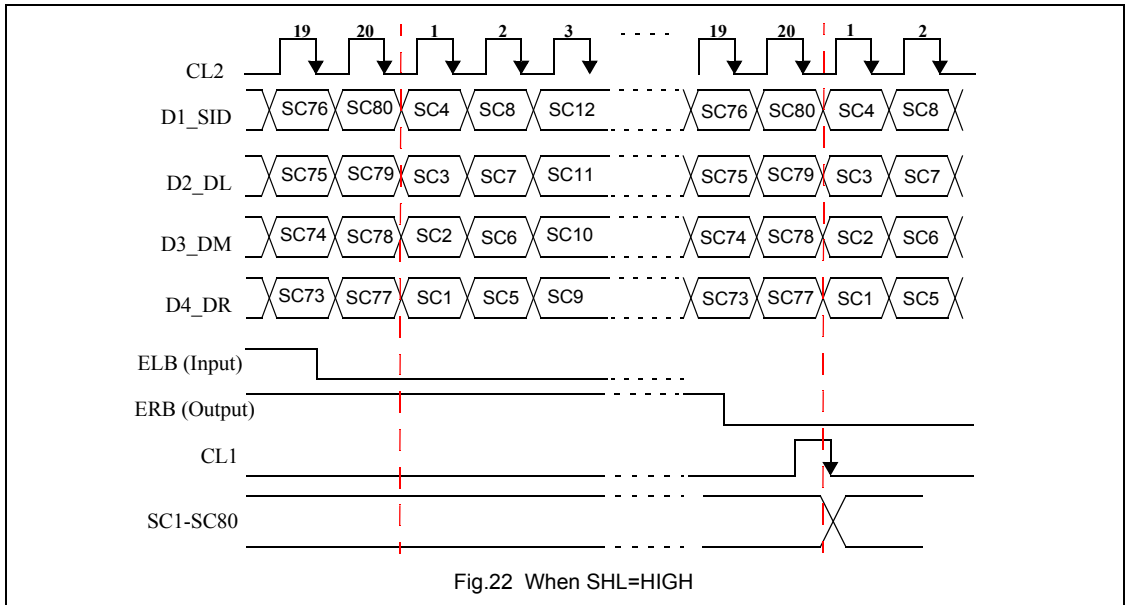 19 20 1 2 3 19 20 1 2
CL2
D1_SID SC76 SC80 SC4 SC8 SC12 SC76 SC80 SC4 SC8
D2_DL SC75 SC79 SC3 SC7 SC11 SC75 SC79 SC3 SC7
D3_DM SC74 SC78 SC2 SC6 SC10 SC74 SC78 SC2 SC6
D4_DR SC73 SC77 SC1 SC5 SC9 SC73 SC77 SC1 SC5
ELB (Input)
ERB (Output)
CL1
SC1-SC80
Fig.22 When SHL=HIGH